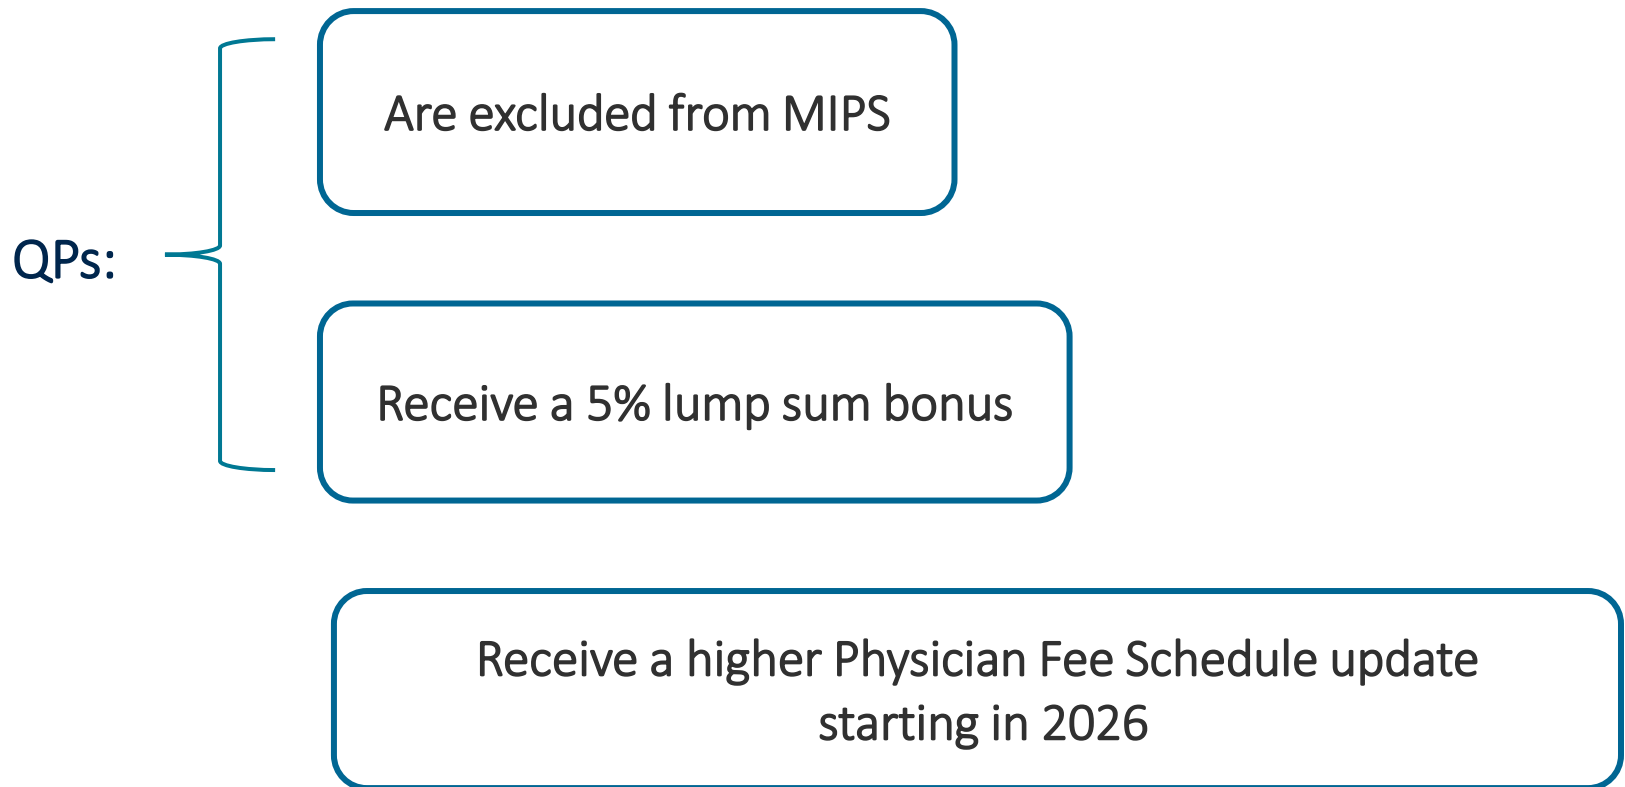 QPs:
Are excluded from MIPS
Receive a 5% lump sum bonus
Receive a higher Physician Fee Schedule update
starting in 2026